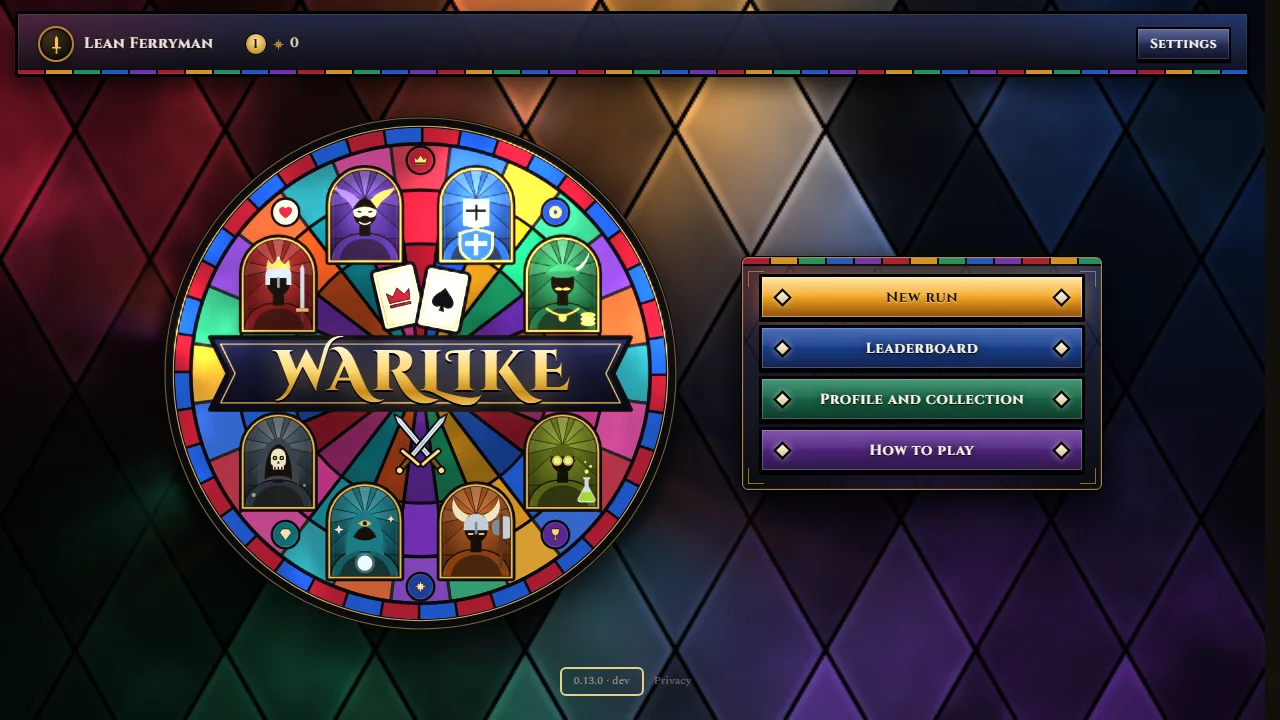 Lean Ferryman
I
0
Settings
WARLIKE
New run
Leaderboard
Profile and collection
How to play
0.13.0 · dev
Privacy